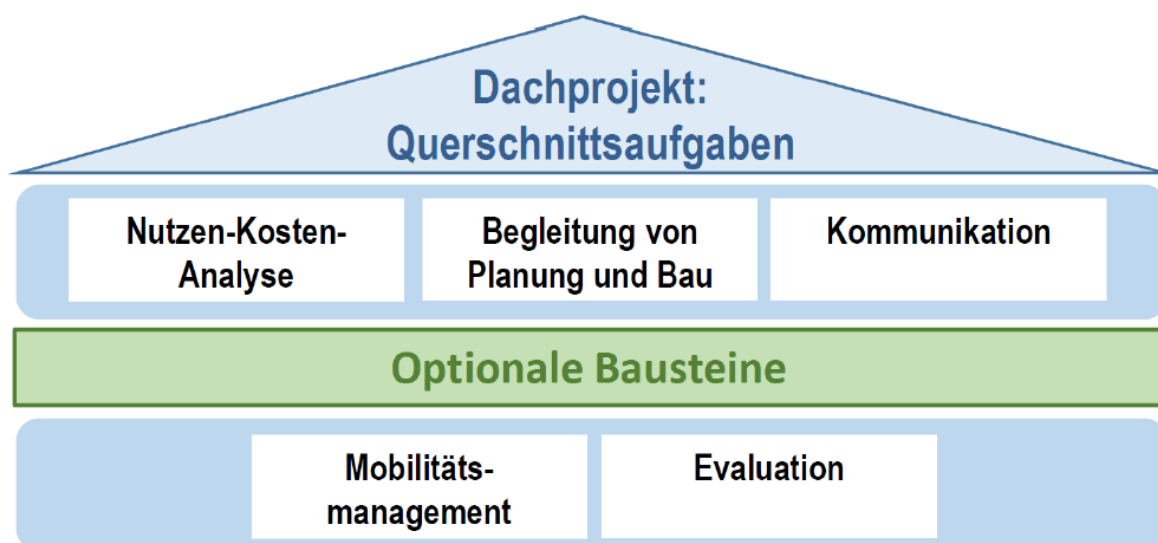 Dachprojekt:
Querschnittsaufgaben
Nutzen-Kosten-
Analyse
Begleitung von
Planung und Bau
Kommunikation
Optionale Bausteine
Mobilitäts-
management
Evaluation